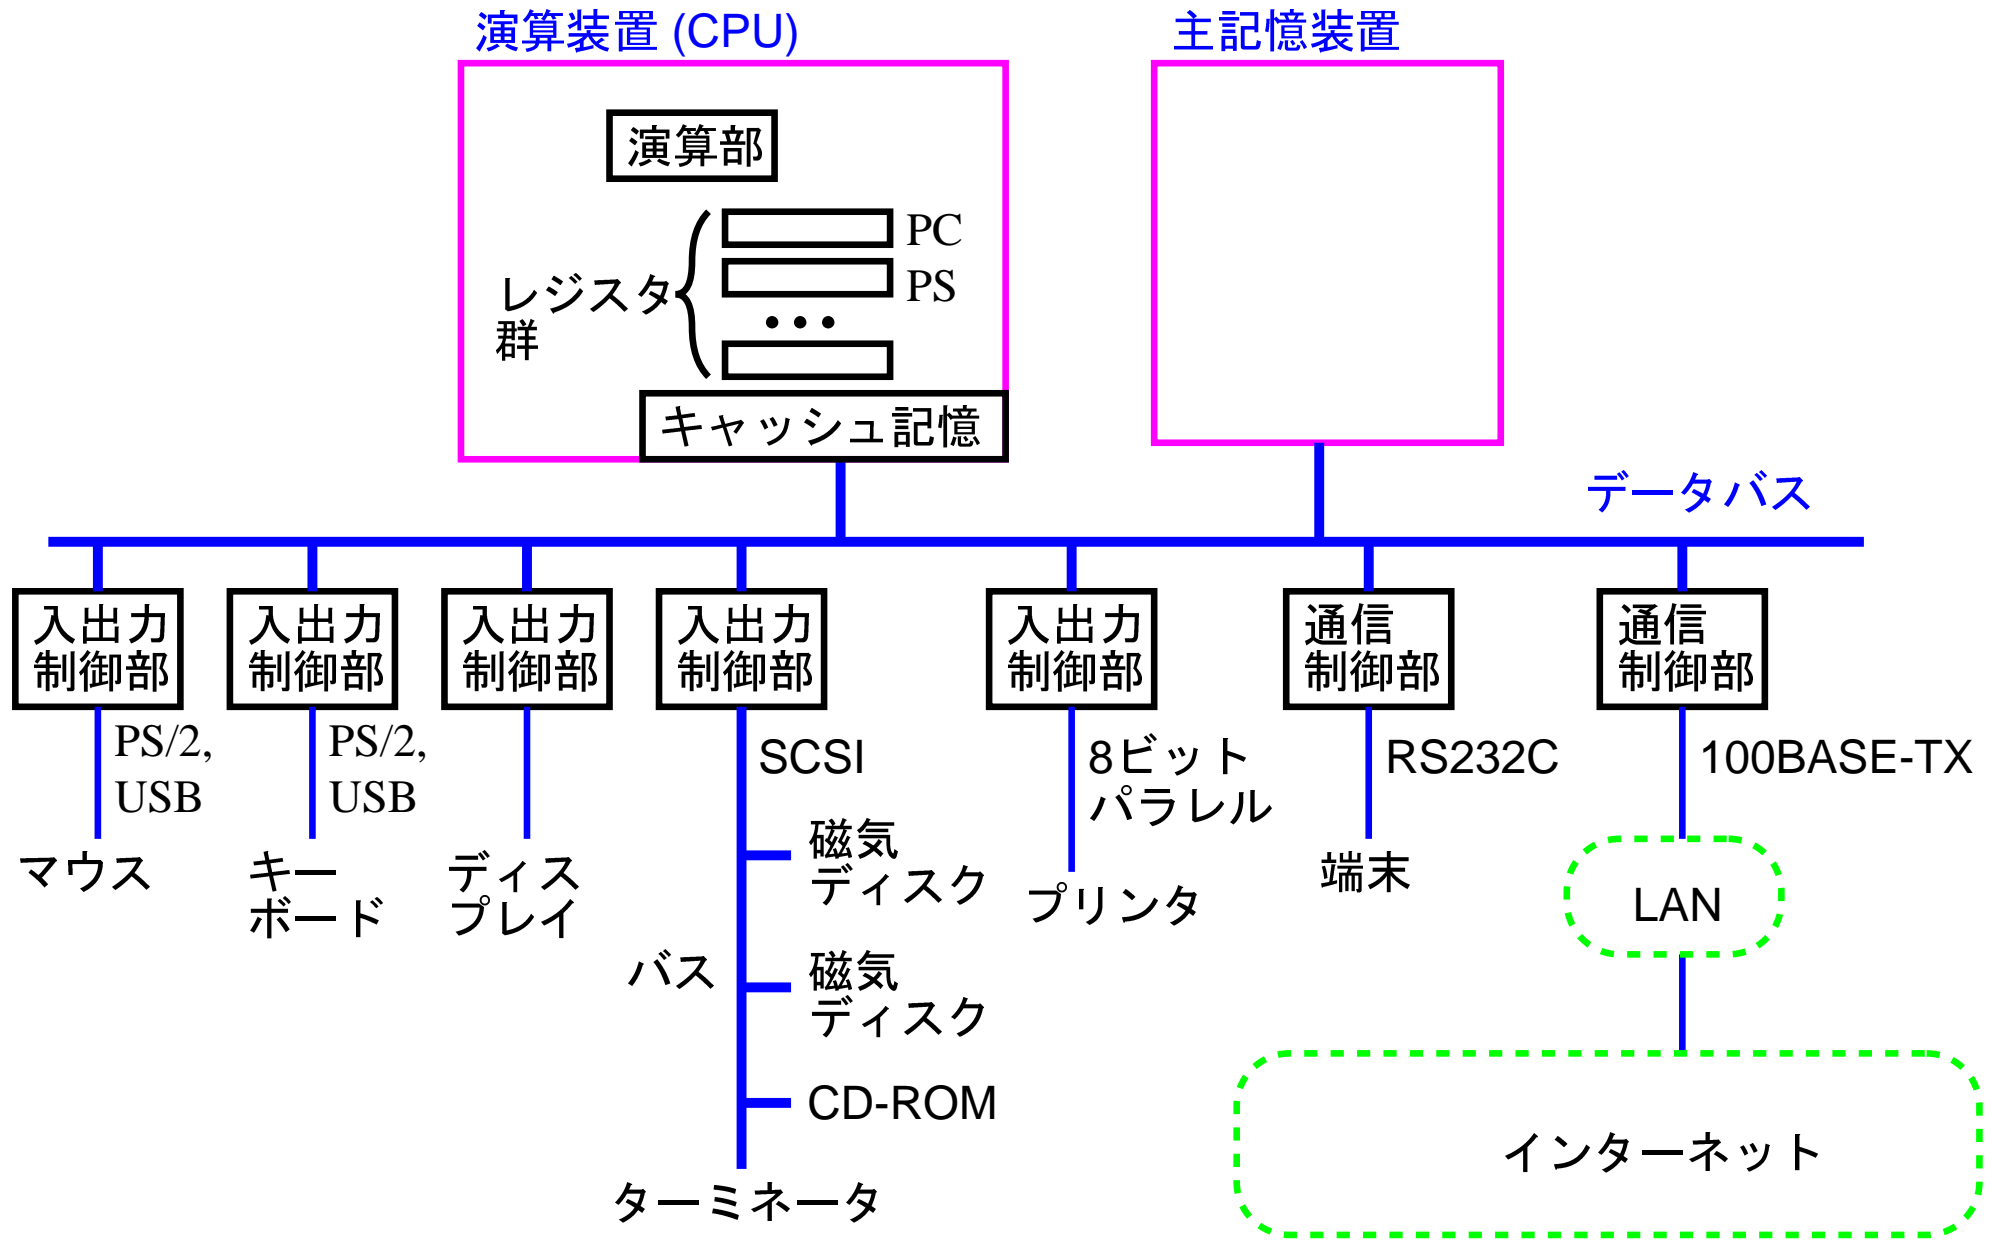 演算装置 (CPU)
主記憶装置
演算部
PC
PS
レジスタ
群
キャッシュ記憶
データバス
入出力
制御部
入出力
制御部
入出力
制御部
入出力
制御部
入出力
制御部
通信
制御部
通信
制御部
PS/2,
USB
PS/2,
USB
SCSI
8ビット
パラレル
RS232C
100BASE-TX
マウス
キー
ボード
ディス
プレイ
磁気
ディスク
プリンタ
端末
LAN
バス
磁気
ディスク
CD-ROM
ターミネータ
インターネット